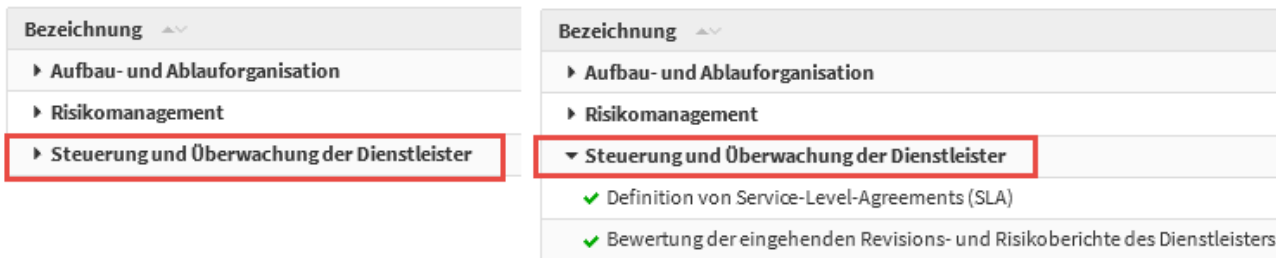 Bezeichnung
Aufbau- und Ablauforganisation
Risikomanagement
Steuerung und Überwachung der Dienstleister
Bezeichnung
Aufbau- und Ablauforganisation
Risikomanagement
Steuerung und Überwachung der Dienstleister
Definition von Service-Level-Agreements (SLA)
Bewertung der eingehenden Revisions- und Risikoberichte des Dienstleisters